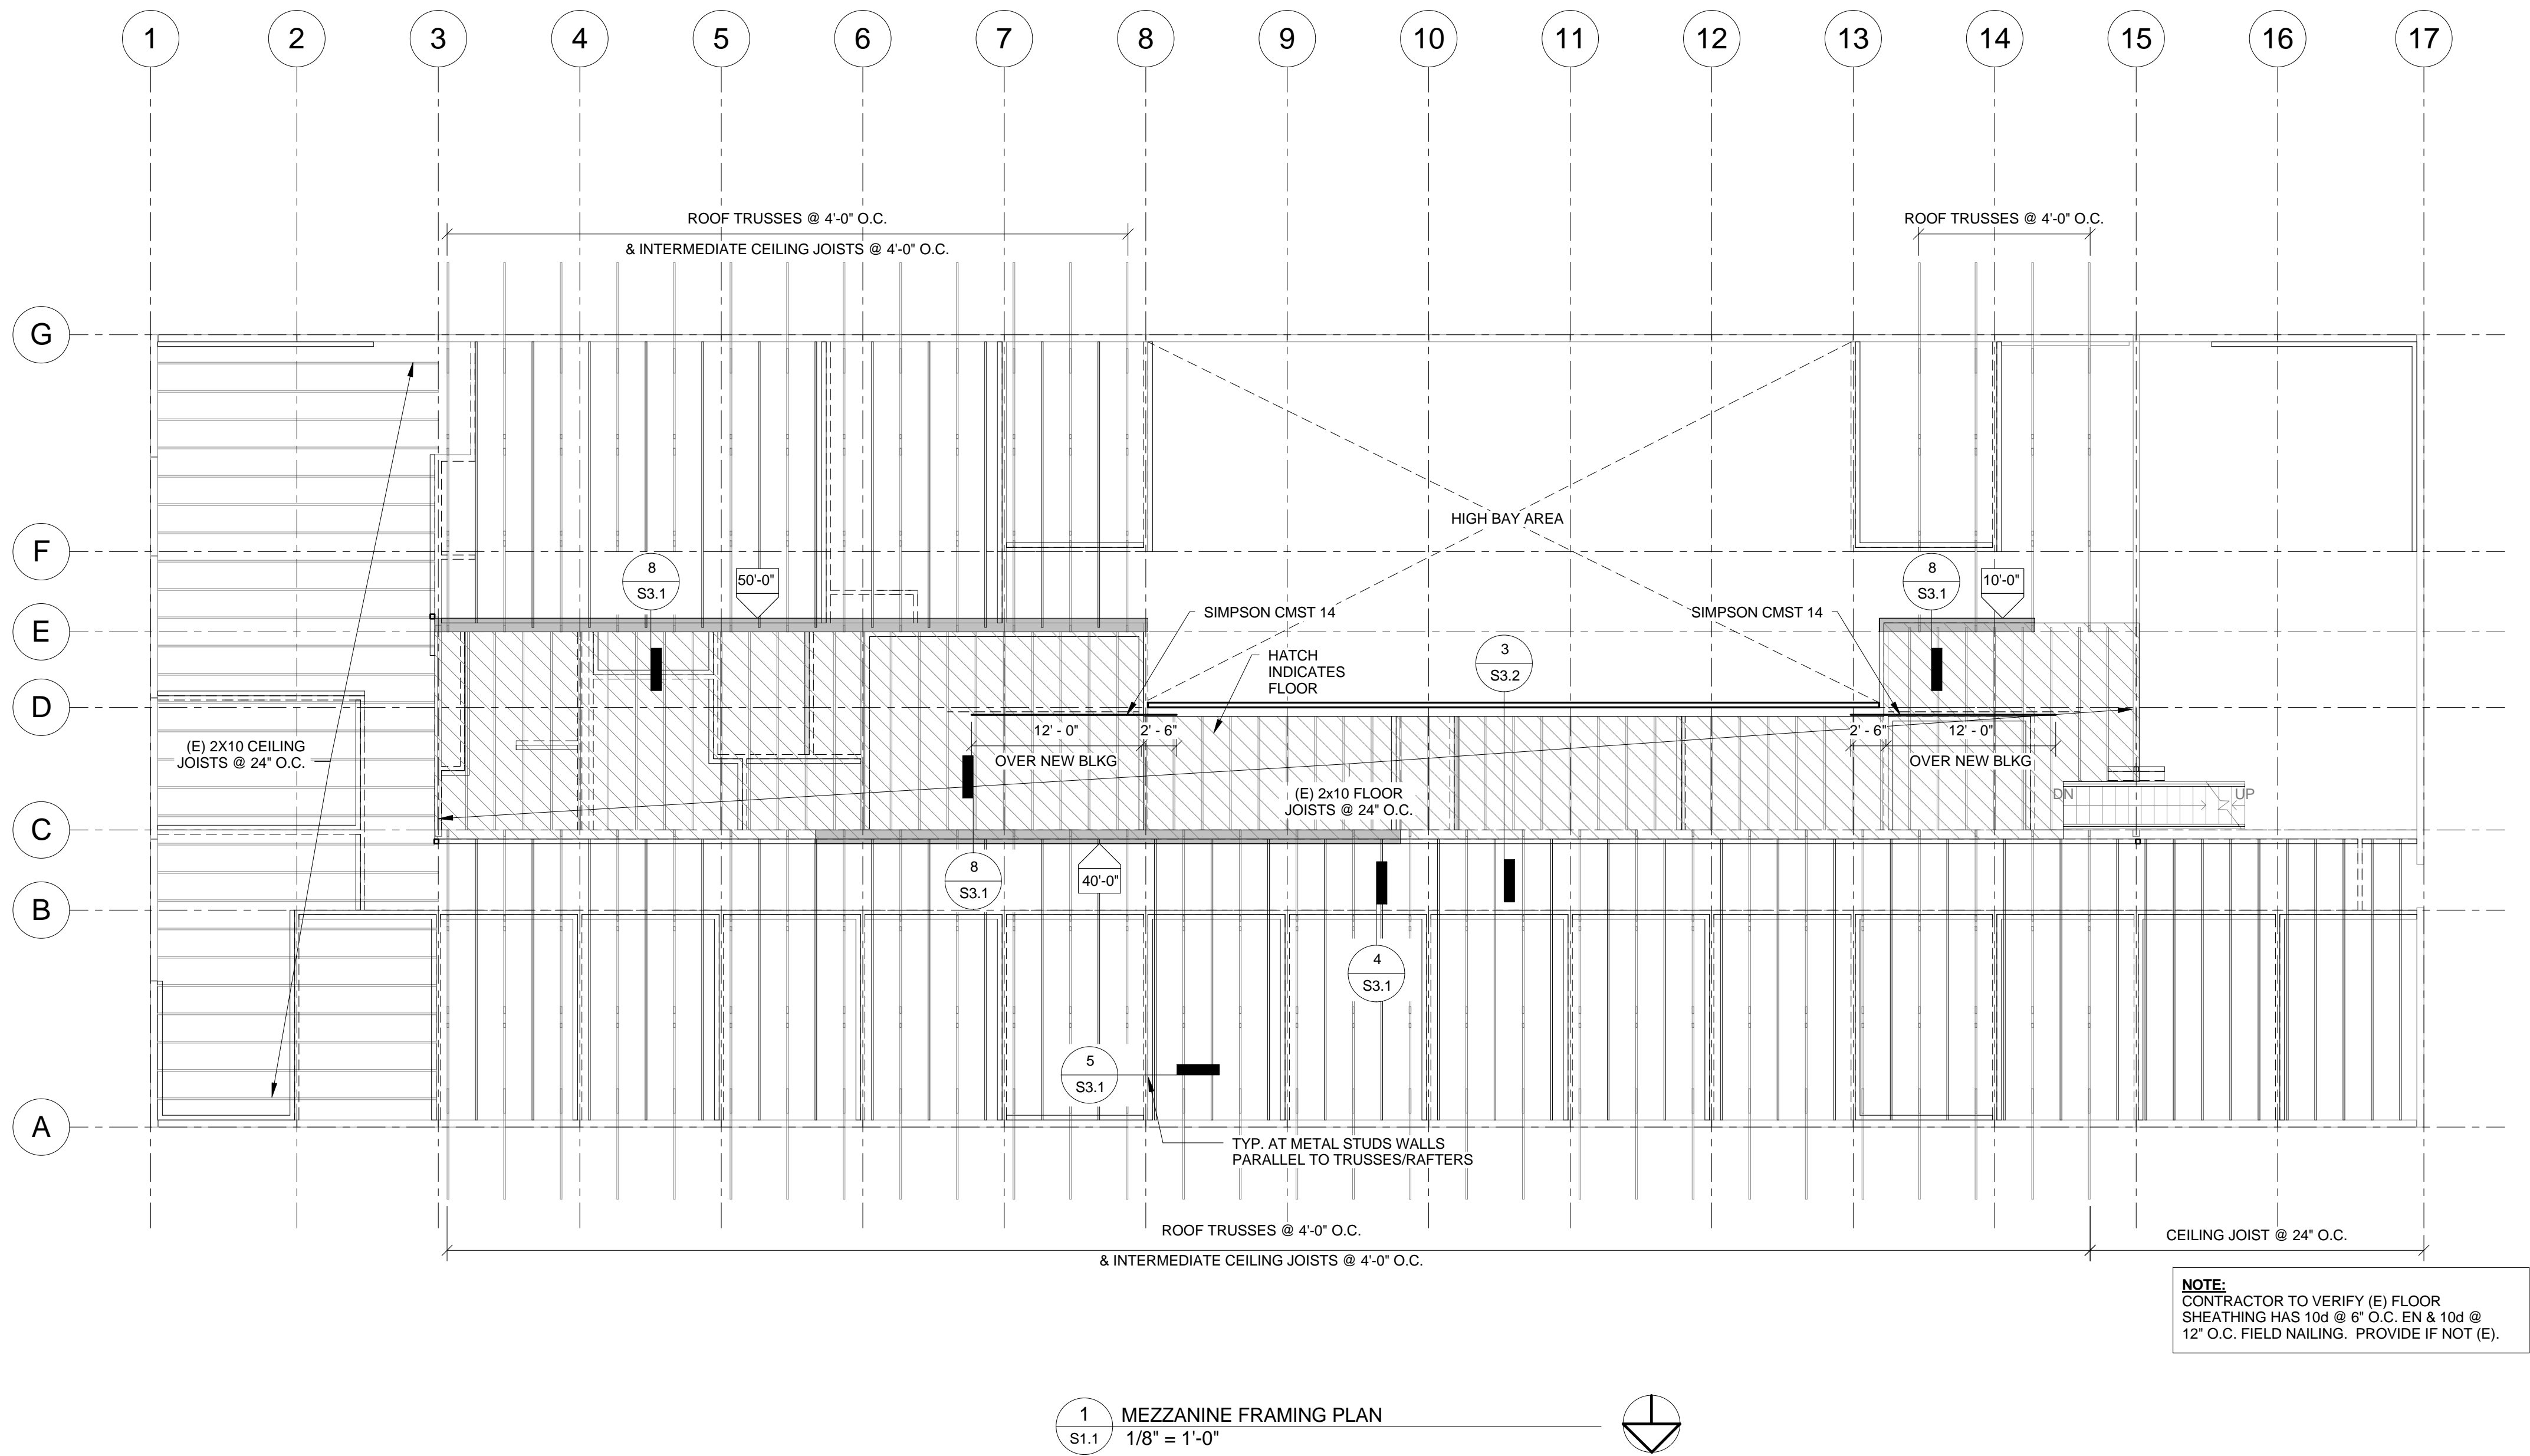 1 2 3 4 5 6 7 8 9 10 11 12 13 14 15 16 17
ROOF TRUSSES @ 4'-0" O.C.
& INTERMEDIATE CEILING JOISTS @ 4'-0" O.C.
ROOF TRUSSES @ 4'-0" O.C.
G
HIGH BAY AREA
F
8
S3.1
50'-0"
8
S3.1
10'-0"
SIMPSON CMST 14
SIMPSON CMST 14
E
HATCH
INDICATES
FLOOR
3
S3.2
D
12' - 0"
2' - 6"
OVER NEW BLKG
2' - 6"
12' - 0"
OVER NEW BLKG
(E) 2X10 CEILING
JOISTS @ 24" O.C.
(E) 2x10 FLOOR
JOISTS @ 24" O.C.
DN
UP
C
8
S3.1
40'-0"
B
4
S3.1
5
S3.1
A
TYP. AT METAL STUDS WALLS
PARALLEL TO TRUSSES/RAFTERS
ROOF TRUSSES @ 4'-0" O.C.
& INTERMEDIATE CEILING JOISTS @ 4'-0" O.C.
CEILING JOIST @ 24" O.C.
NOTE:
CONTRACTOR TO VERIFY (E) FLOOR
SHEATHING HAS 10d @ 6" O.C. EN & 10d @
12" O.C. FIELD NAILING.  PROVIDE IF NOT (E).
1
S1.1
MEZZANINE FRAMING PLAN
1/8" = 1'-0"